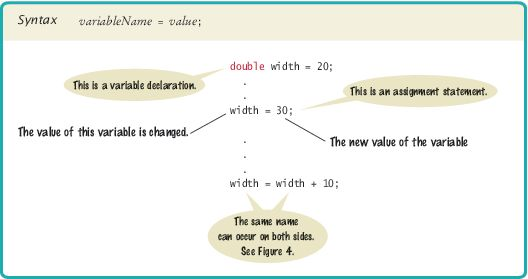 Syntax variableName = value;
double width = 20;
This is a variable declaration.
.
.
This is an assignment statement.
width = 30;
The value of this variable is changed.
The new value of the variable
.
.
.
width = width + 10;
The same name
can occur on both sides.
See Figure 4.